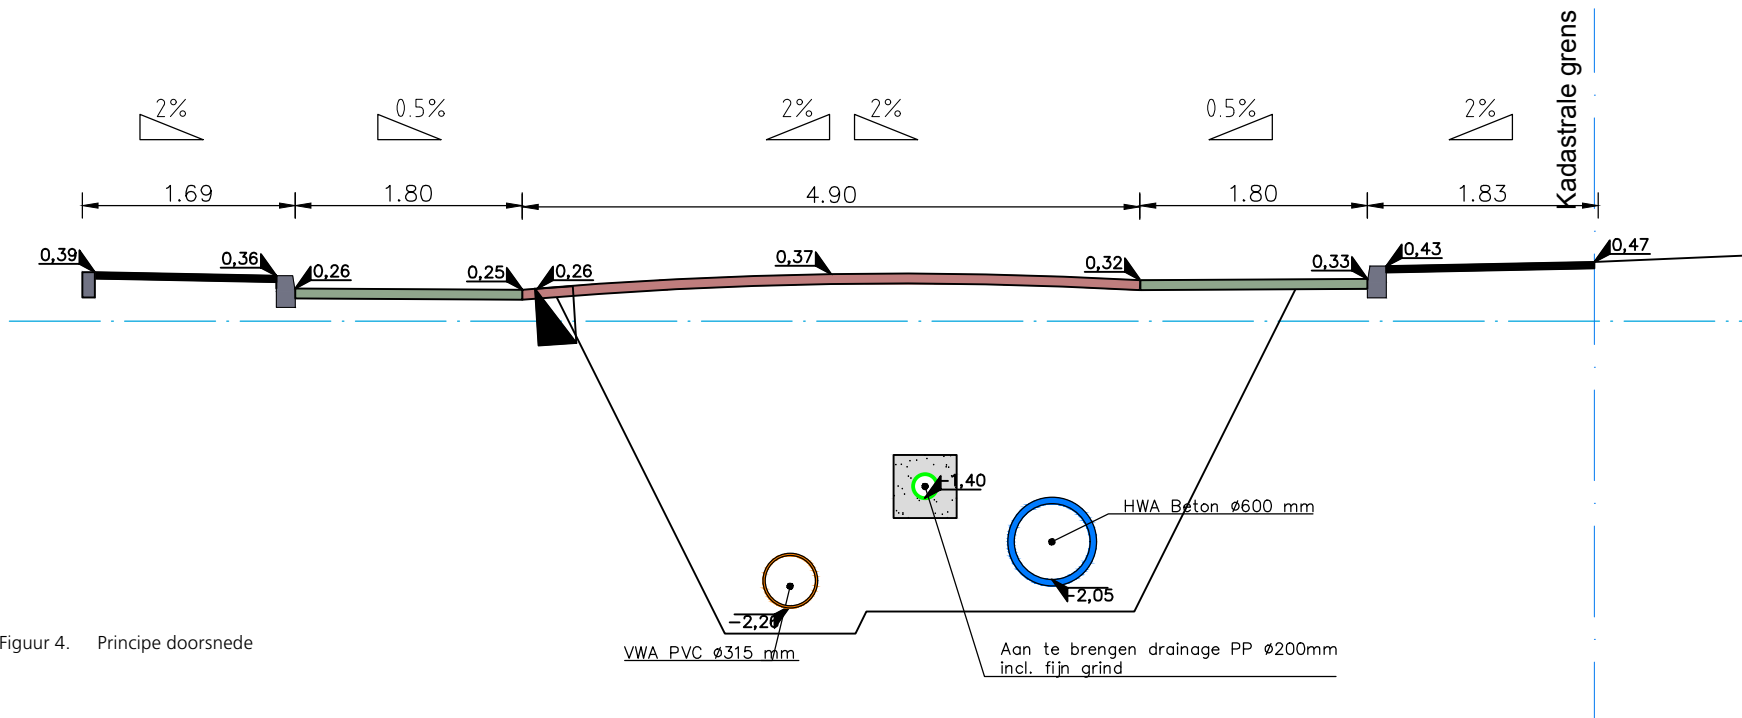 Kadastrale grens
2% 0.5% 2% 2% 0.5% 2%
1.69 1.80 4.90 1.80 1.83
0,39 0,36 0,26 0,25 0,26 0,37 0,32 0,33 0,43 0,47
-1,40
HWA Beton ø600 mm
-2,05
-2,26
VWA PVC ø315 mm
Aan te brengen drainage PP ø200mm
incl. fijn grind
Figuur 4. Principe doorsnede